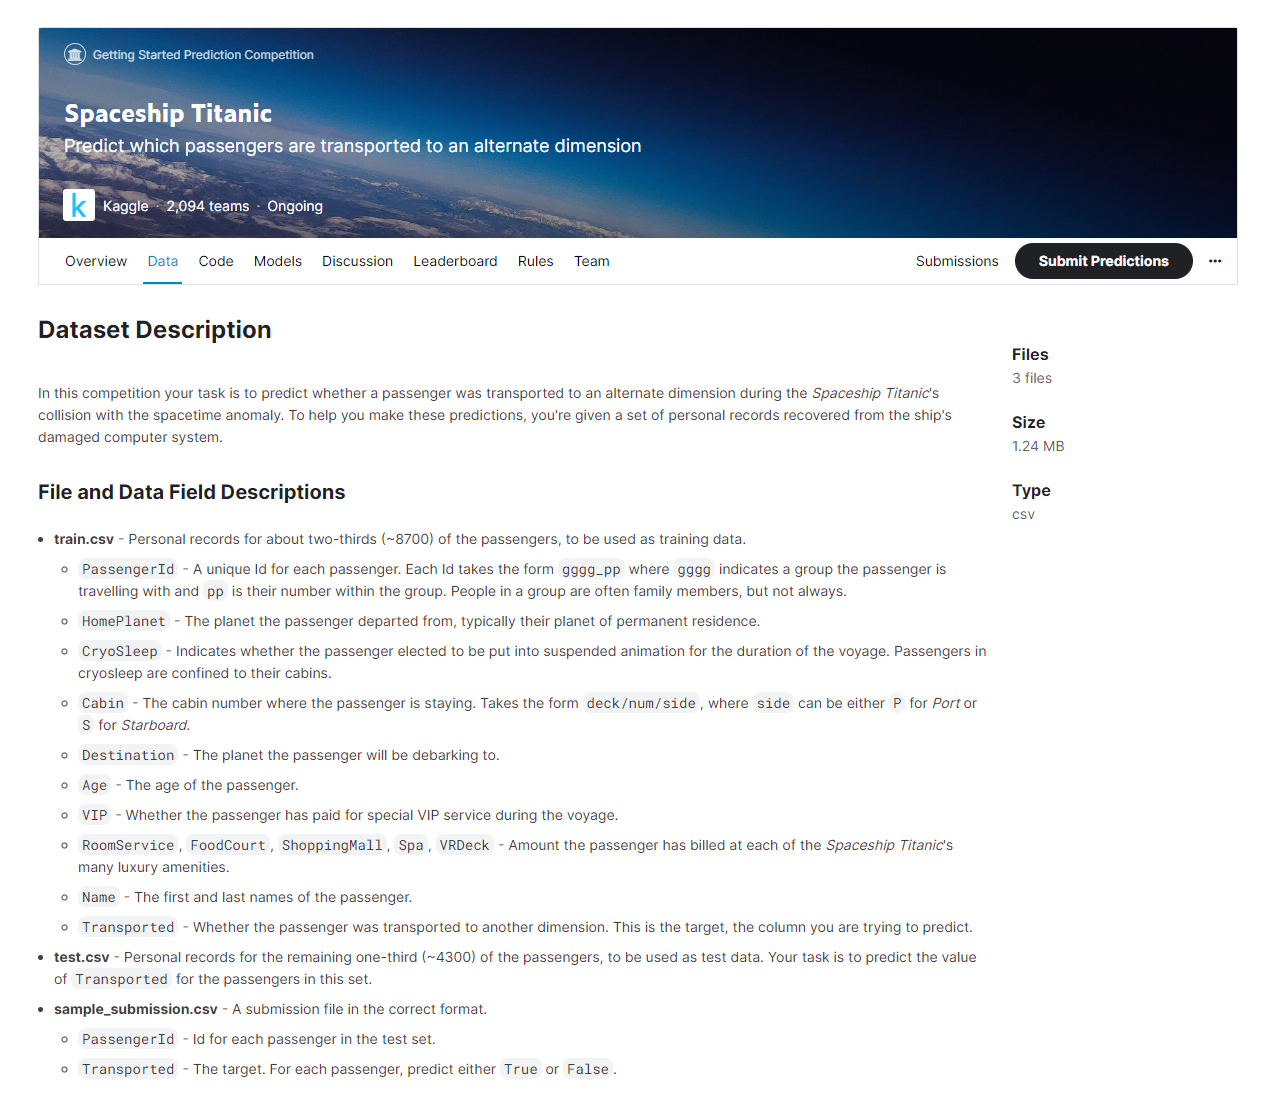 Getting Started Prediction Competition
Spaceship Titanic
Predict which passengers are transported to an alternate dimension
k
Kaggle · 2,094 teams · Ongoing
Overview Data Code Models Discussion Leaderboard Rules Team Submissions Submit Predictions ...
Dataset Description
In this competition your task is to predict whether a passenger was transported to an alternate dimension during the Spaceship Titanic's
collision with the spacetime anomaly. To help you make these predictions, you're given a set of personal records recovered from the ship's
damaged computer system.
File and Data Field Descriptions
• train.csv - Personal records for about two-thirds (~8700) of the passengers, to be used as training data.
◦ PassengerId - A unique Id for each passenger. Each Id takes the form gggg_pp where gggg indicates a group the passenger is
travelling with and pp is their number within the group. People in a group are often family members, but not always.
◦ HomePlanet - The planet the passenger departed from, typically their planet of permanent residence.
◦ CryoSleep - Indicates whether the passenger elected to be put into suspended animation for the duration of the voyage. Passengers in
cryosleep are confined to their cabins.
◦ Cabin - The cabin number where the passenger is staying. Takes the form deck/num/side, where side can be either P for Port or
S for Starboard.
◦ Destination - The planet the passenger will be debarking to.
◦ Age - The age of the passenger.
◦ VIP - Whether the passenger has paid for special VIP service during the voyage.
◦ RoomService, FoodCourt, ShoppingMall, Spa, VRDeck - Amount the passenger has billed at each of the Spaceship Titanic's
many luxury amenities.
◦ Name - The first and last names of the passenger.
◦ Transported - Whether the passenger was transported to another dimension. This is the target, the column you are trying to predict.
• test.csv - Personal records for the remaining one-third (~4300) of the passengers, to be used as test data. Your task is to predict the value
of Transported for the passengers in this set.
• sample_submission.csv - A submission file in the correct format.
◦ PassengerId - Id for each passenger in the test set.
◦ Transported - The target. For each passenger, predict either True or False.
Files
3 files
Size
1.24 MB
Type
csv